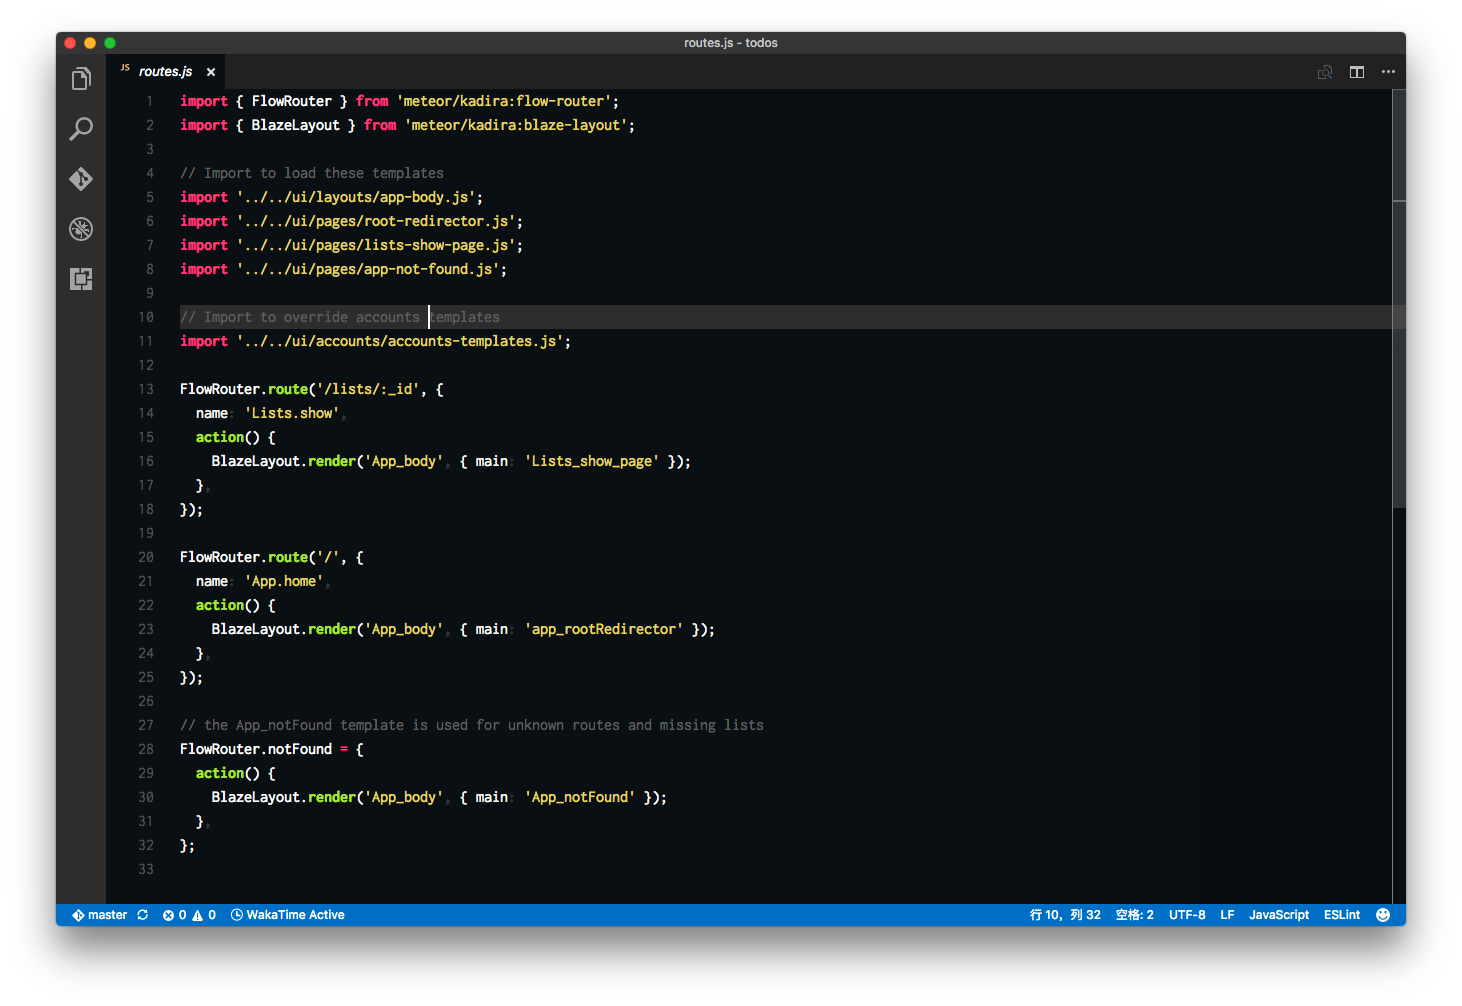 routes.js - todos
JS routes.js ×
1 import { FlowRouter } from 'meteor/kadira:flow-router';
2 import { BlazeLayout } from 'meteor/kadira:blaze-layout';
3
4 // Import to load these templates
5 import '../../ui/layouts/app-body.js';
6 import '../../ui/pages/root-redirector.js';
7 import '../../ui/pages/lists-show-page.js';
8 import '../../ui/pages/app-not-found.js';
9
10 // Import to override accounts templates
11 import '../../ui/accounts/accounts-templates.js';
12
13 FlowRouter.route('/lists/:_id', {
14   name: 'Lists.show',
15   action() {
16     BlazeLayout.render('App_body', { main: 'Lists_show_page' });
17   },
18 });
19
20 FlowRouter.route('/', {
21   name: 'App.home',
22   action() {
23     BlazeLayout.render('App_body', { main: 'app_rootRedirector' });
24   },
25 });
26
27 // the App_notFound template is used for unknown routes and missing lists
28 FlowRouter.notFound = {
29   action() {
30     BlazeLayout.render('App_body', { main: 'App_notFound' });
31   },
32 };
33
master 0 0 WakaTime Active 行 10，列 32 空格: 2 UTF-8 LF JavaScript ESLint